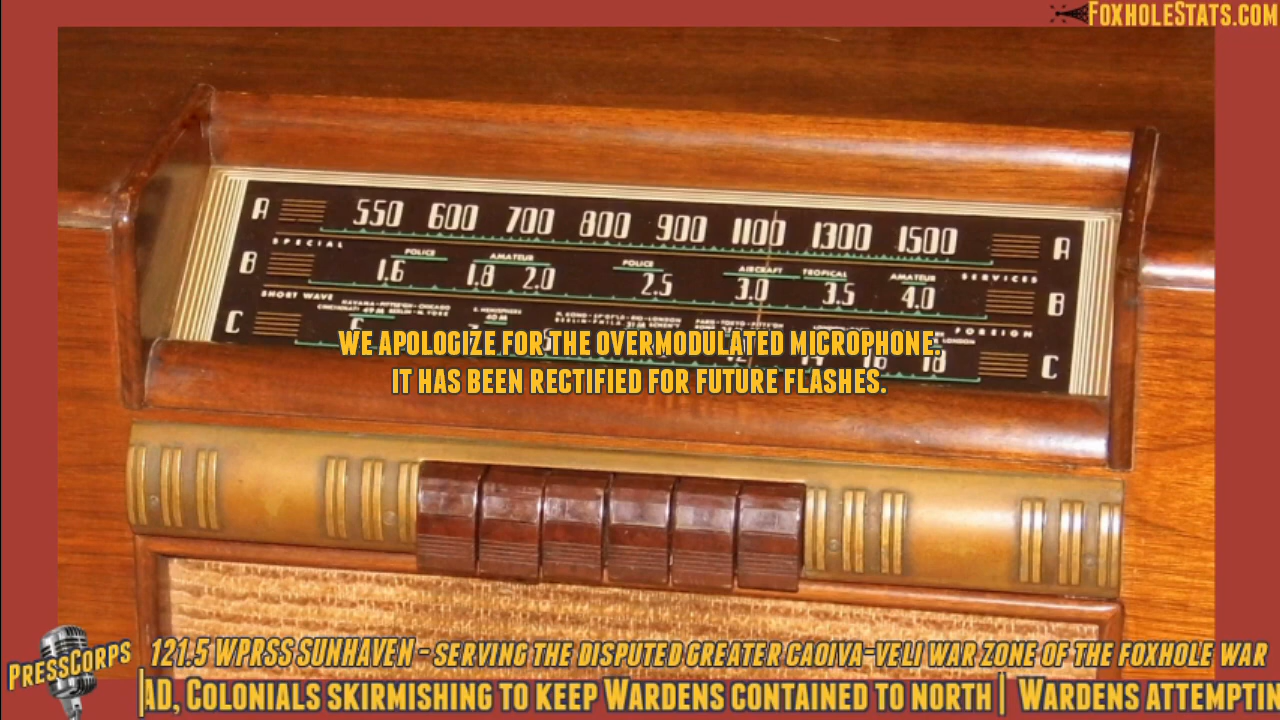 FoxholeStats.com
A 550 600 700 800 900 1100 1300 1500 A
SPECIAL POLICE AMATEUR POLICE AIRCRAFT TROPICAL AMATEUR SERVICES
B 1.6 1.8 2.0 2.5 3.0 3.5 4.0 B
SHORT WAVE FOREIGN
C 18 C
WE APOLOGIZE FOR THE OVERMODULATED MICROPHONE.
IT HAS BEEN RECTIFIED FOR FUTURE FLASHES.
PRESSCORPS
121.5 WPRSS SUNHAVEN - SERVING THE DISPUTED GREATER CAOIVA-VELI WAR ZONE OF THE FOXHOLE WAR
AD, COLONIALS SKIRMISHING TO KEEP WARDENS CONTAINED TO NORTH | WARDENS ATTEMPTIN